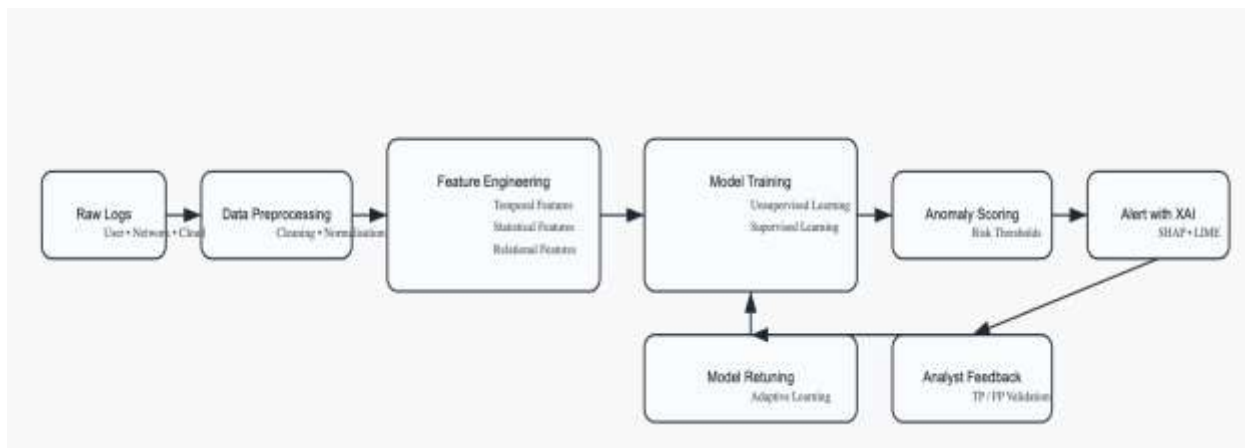 Raw Logs
User • Network • Cloud
Data Preprocessing
Cleaning • Normalisation
Feature Engineering
Temporal Features
Statistical Features
Relational Features
Model Training
Unsupervised Learning
Supervised Learning
Anomaly Scoring
Risk Thresholds
Alert with XAI
SHAP • LIME
Model Retuning
Adaptive Learning
Analyst Feedback
TP / FP Validation